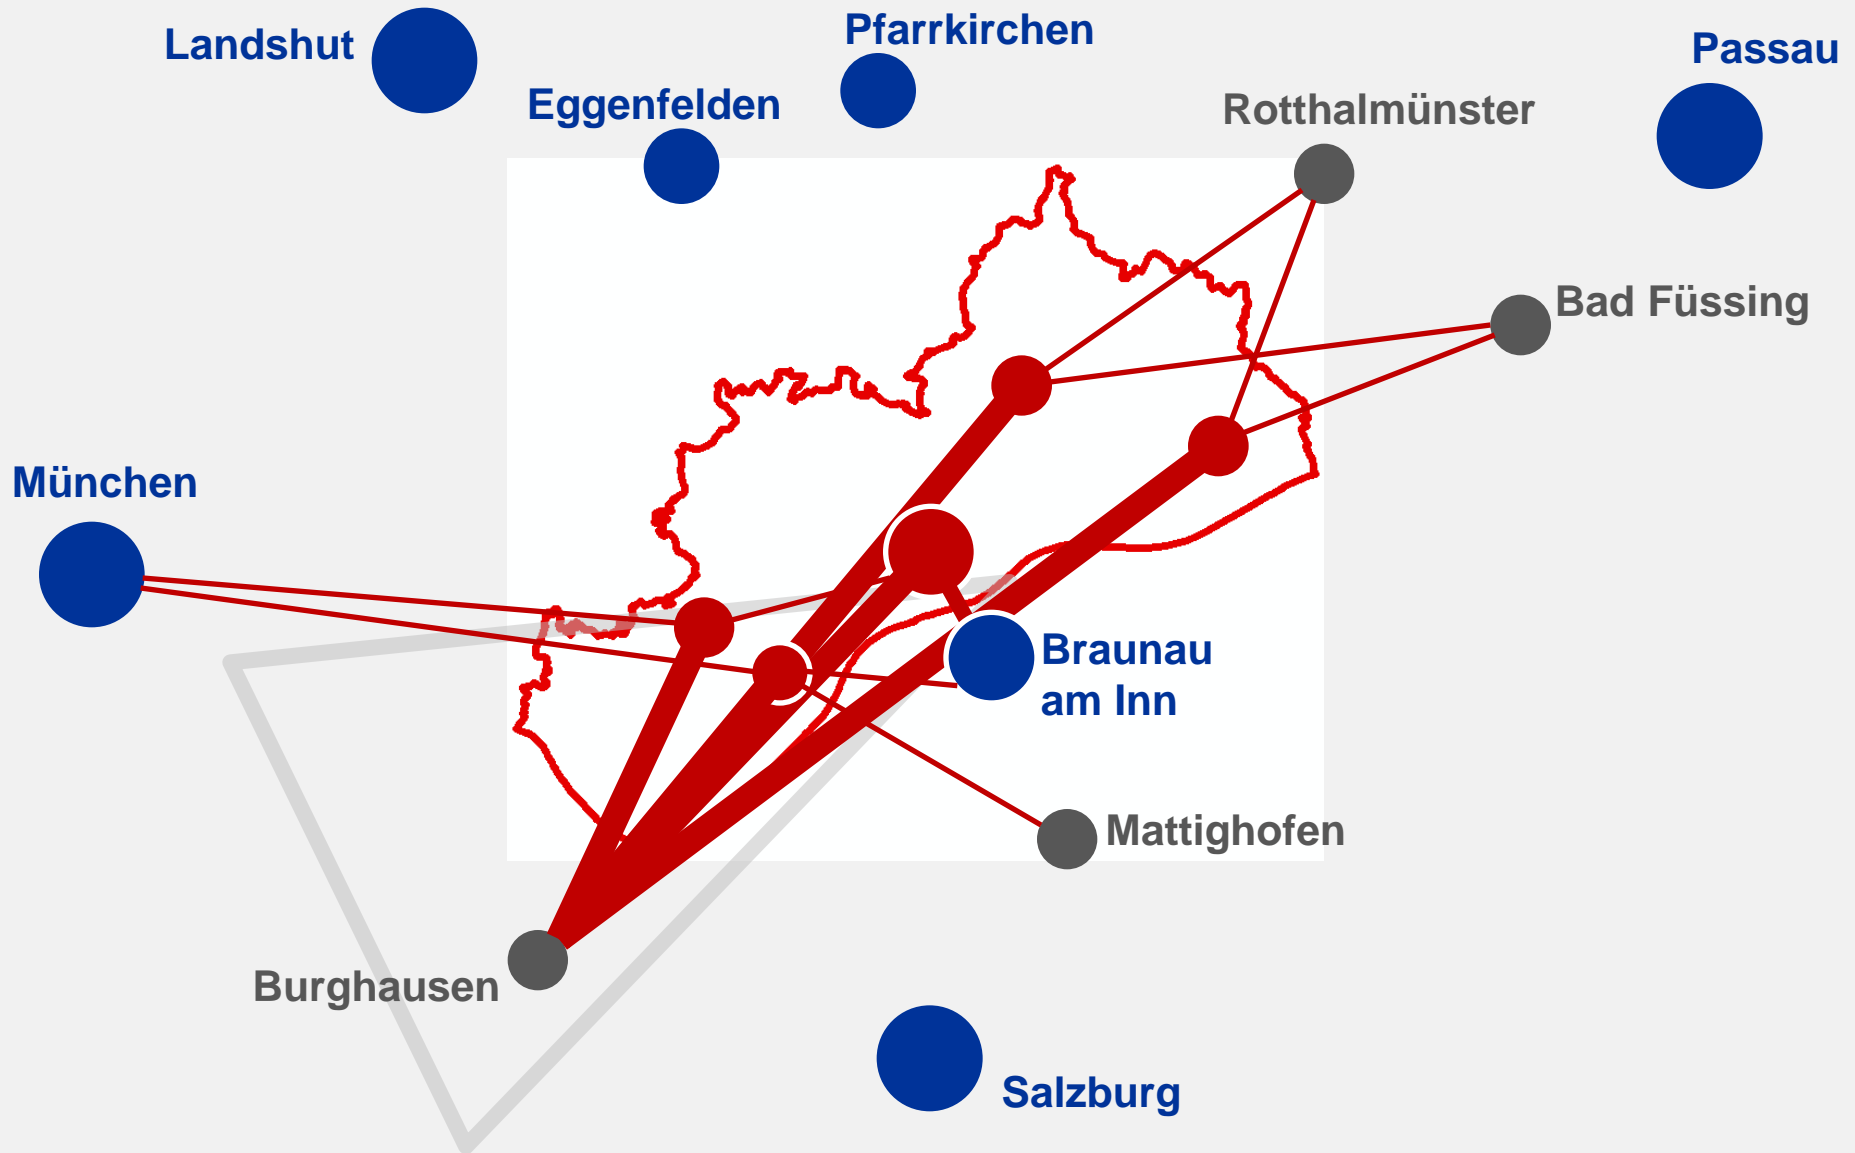 Landshut
Pfarrkirchen
Passau
Eggenfelden
Rotthalmünster
Bad Füssing
München
Braunau
am Inn
Mattighofen
Burghausen
Salzburg